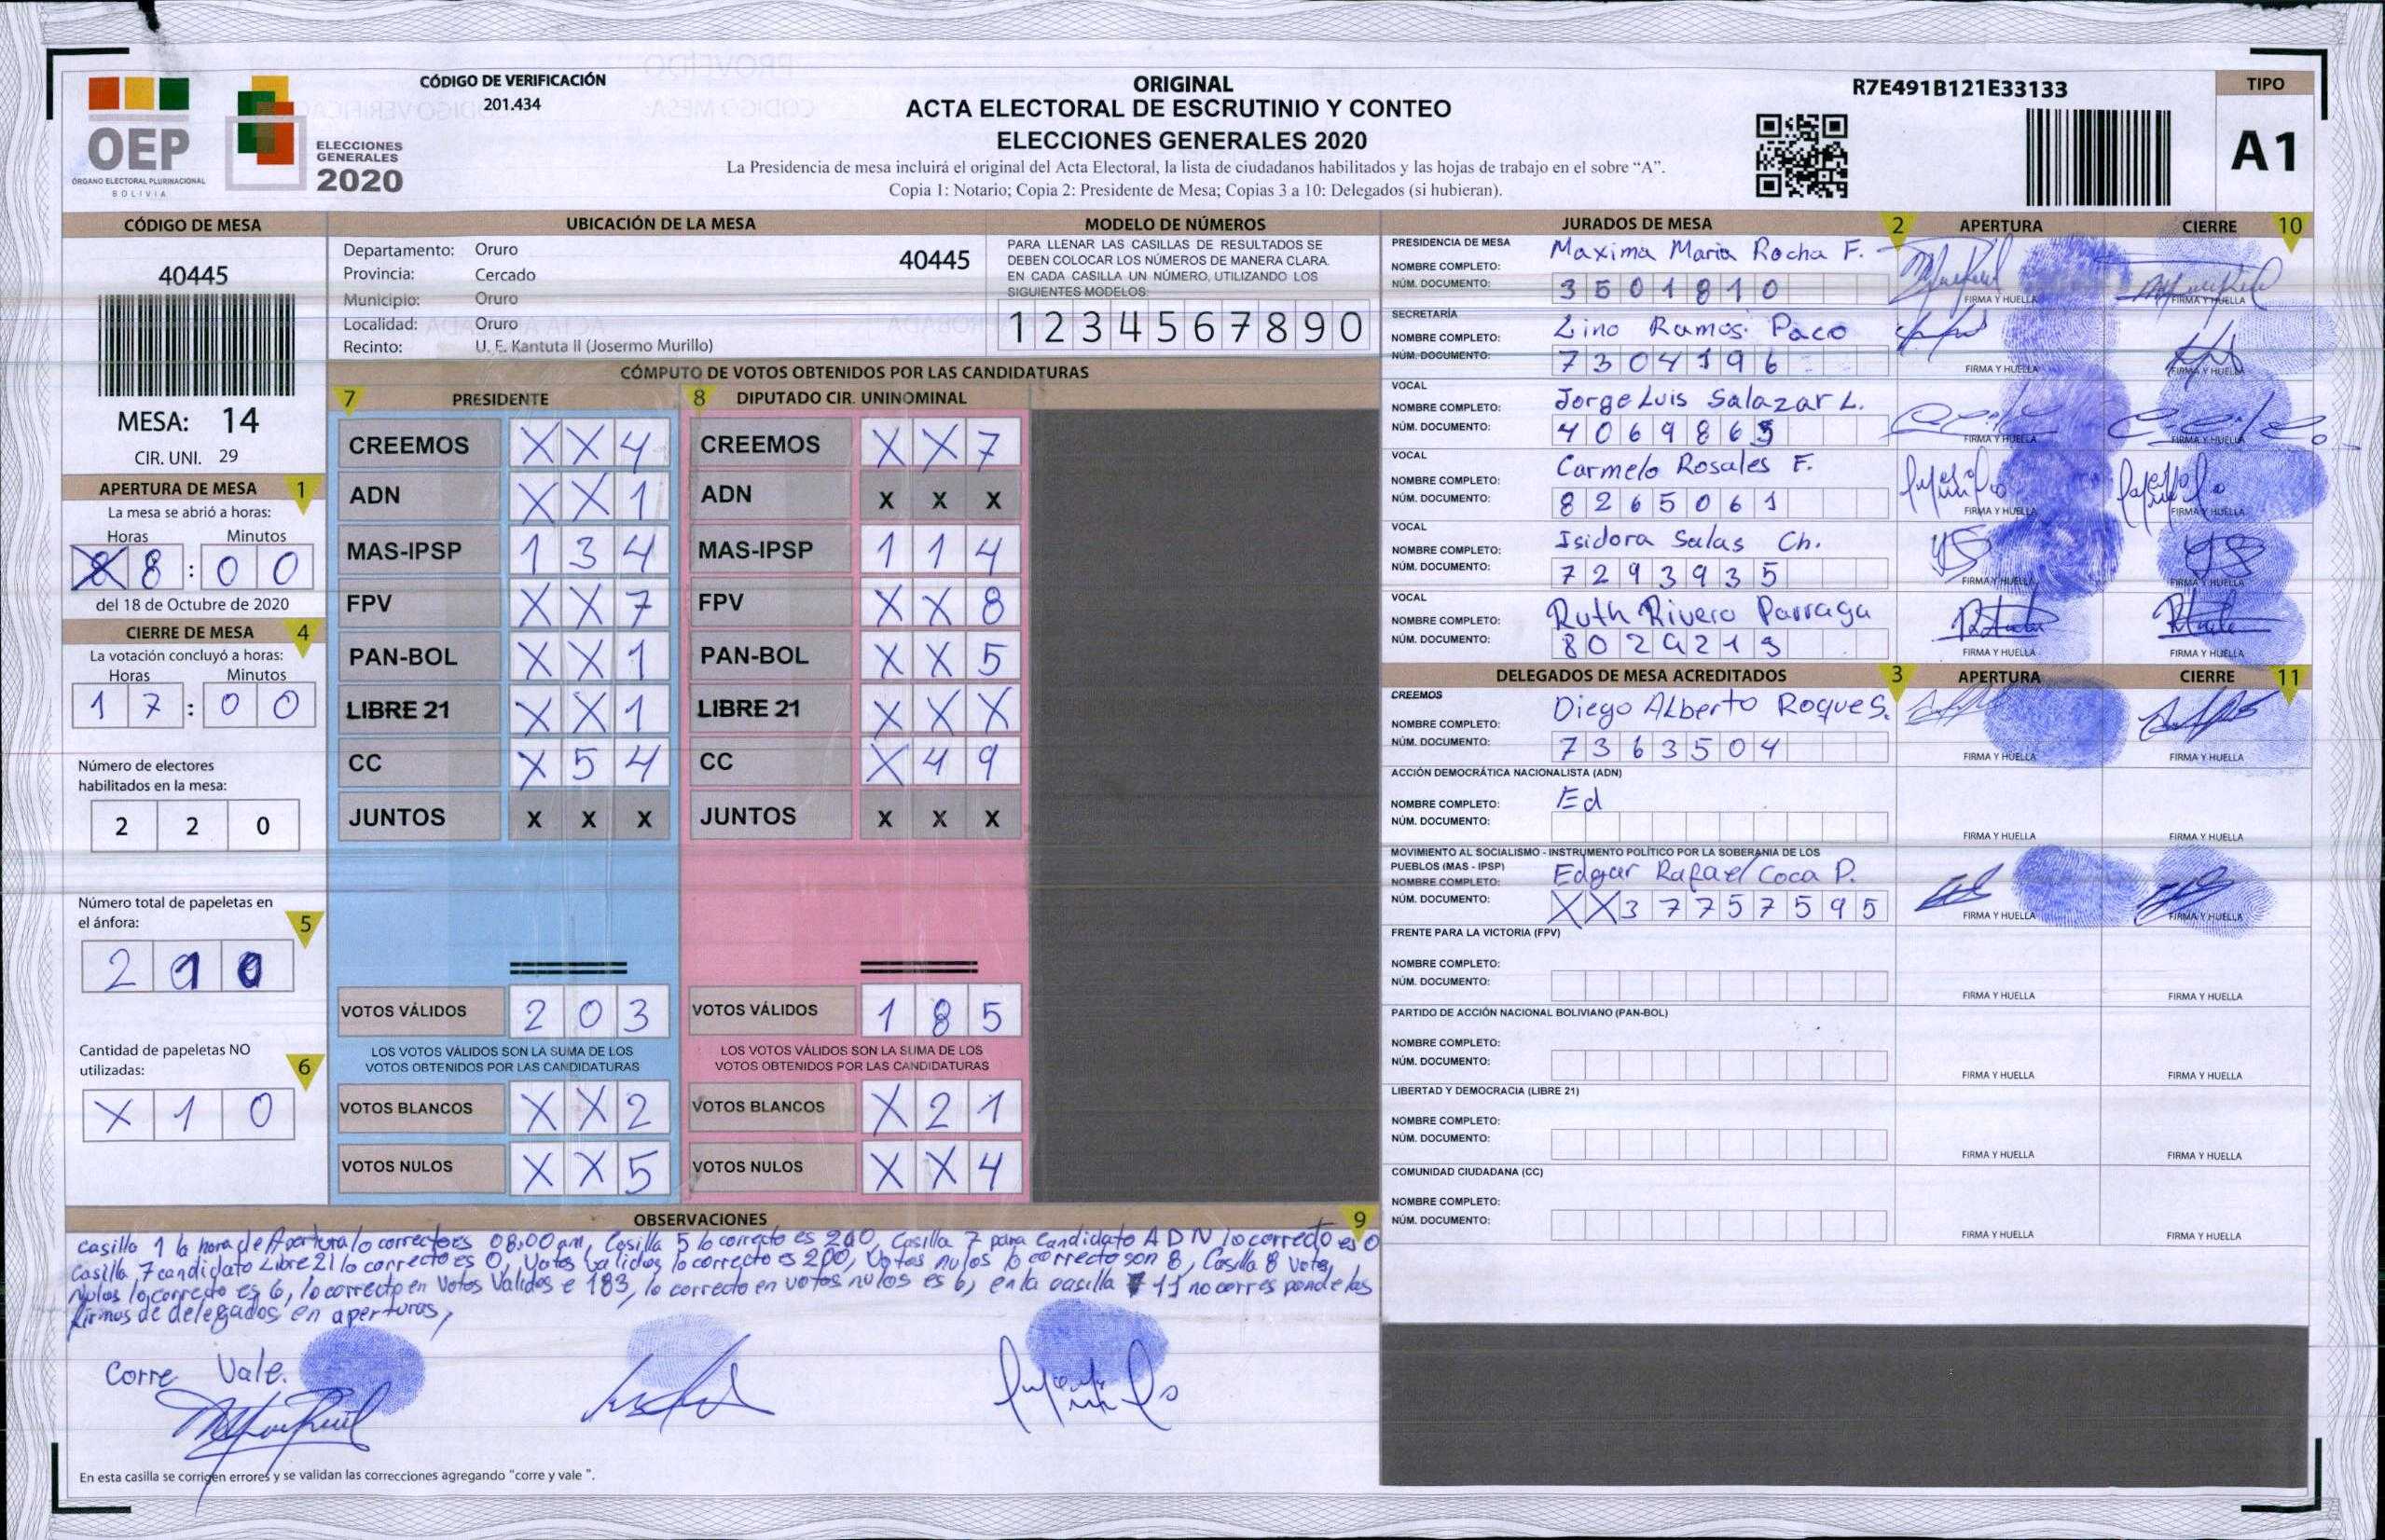 CÓDIGO DE VERIFICACIÓN
201.434
OEP
ÓRGANO ELECTORAL PLURINACIONAL
BOLIVIA
ELECCIONES
GENERALES
2020
ORIGINAL
ACTA ELECTORAL DE ESCRUTINIO Y CONTEO
ELECCIONES GENERALES 2020
La Presidencia de mesa incluirá el original del Acta Electoral, la lista de ciudadanos habilitados y las hojas de trabajo en el sobre “A”.
Copia 1: Notario; Copia 2: Presidente de Mesa; Copias 3 a 10: Delegados (si hubieran).
R7E491B121E33133
TIPO
A1
CÓDIGO DE MESA
40445
MESA: 14
CIR. UNI. 29
APERTURA DE MESA 1
La mesa se abrió a horas:
Horas Minutos
8 : 0 0
del 18 de Octubre de 2020
CIERRE DE MESA 4
La votación concluyó a horas:
Horas Minutos
1 7 : 0 0
Número de electores
habilitados en la mesa:
2 2 0
Número total de papeletas en
el ánfora: 5
2 1 0
Cantidad de papeletas NO
utilizadas: 6
X 1 0
UBICACIÓN DE LA MESA
Departamento: Oruro 40445
Provincia: Cercado
Municipio: Oruro
Localidad: Oruro
Recinto: U. E. Kantuta II (Josermo Murillo)
MODELO DE NÚMEROS
PARA LLENAR LAS CASILLAS DE RESULTADOS SE
DEBEN COLOCAR LOS NÚMEROS DE MANERA CLARA.
EN CADA CASILLA UN NÚMERO, UTILIZANDO LOS
SIGUIENTES MODELOS:
1 2 3 4 5 6 7 8 9 0
CÓMPUTO DE VOTOS OBTENIDOS POR LAS CANDIDATURAS
7 PRESIDENTE
CREEMOS X X 4
ADN X X 1
MAS-IPSP 1 3 4
FPV X X 7
PAN-BOL X X 1
LIBRE 21 X X 1
CC X 5 4
JUNTOS X X X
VOTOS VÁLIDOS 2 0 3
LOS VOTOS VÁLIDOS SON LA SUMA DE LOS
VOTOS OBTENIDOS POR LAS CANDIDATURAS
VOTOS BLANCOS X X 2
VOTOS NULOS X X 5
8 DIPUTADO CIR. UNINOMINAL
CREEMOS X X 7
ADN X X X
MAS-IPSP 1 1 4
FPV X X 8
PAN-BOL X X 5
LIBRE 21 X X X
CC X 4 9
JUNTOS X X X
VOTOS VÁLIDOS 1 8 5
LOS VOTOS VÁLIDOS SON LA SUMA DE LOS
VOTOS OBTENIDOS POR LAS CANDIDATURAS
VOTOS BLANCOS X 2 1
VOTOS NULOS X X 4
OBSERVACIONES 9
Casilla 1 la hora de Apertura lo correcto es 08:00 am, Casilla 5 lo correcto es Casilla 7 para candidato ADN lo correcto es 0
Casilla 7 candidato Libre 21 lo correcto es 0, Votos validos lo correcto es 200, Votos nulos lo correcto son 8, Casilla 8 Votos
Nulos lo correcto es 6, lo correcto en Votos Validos e 183, lo correcto en votos nulos es 6, en la casilla 11 no corresponde las
firmas de delegados en aperturas,
Corre Vale.
En esta casilla se corrigen errores y se validan las correcciones agregando "corre y vale ".
JURADOS DE MESA 2 APERTURA CIERRE 10
PRESIDENCIA DE MESA
NOMBRE COMPLETO: Maxima Maria Rocha F.
NÚM. DOCUMENTO: 3501810
FIRMA Y HUELLA FIRMA Y HUELLA
SECRETARÍA
NOMBRE COMPLETO: Lino Ramos Paco
NÚM. DOCUMENTO: 7304196
FIRMA Y HUELLA FIRMA Y HUELLA
VOCAL
NOMBRE COMPLETO: Jorge Luis Salazar L.
NÚM. DOCUMENTO: 4069865
FIRMA Y HUELLA FIRMA Y HUELLA
VOCAL
NOMBRE COMPLETO: Carmelo Rosales F.
NÚM. DOCUMENTO: 8265061
FIRMA Y HUELLA FIRMA Y HUELLA
VOCAL
NOMBRE COMPLETO: Isidora Salas Ch.
NÚM. DOCUMENTO: 7293935
FIRMA Y HUELLA FIRMA Y HUELLA
VOCAL
NOMBRE COMPLETO: Ruth Rivero Parraga
NÚM. DOCUMENTO:
FIRMA Y HUELLA FIRMA Y HUELLA
DELEGADOS DE MESA ACREDITADOS 3 APERTURA CIERRE 11
CREEMOS
NOMBRE COMPLETO: Diego Alberto Roque S.
NÚM. DOCUMENTO: 7363504
FIRMA Y HUELLA FIRMA Y HUELLA
ACCIÓN DEMOCRÁTICA NACIONALISTA (ADN)
NOMBRE COMPLETO: Ed
NÚM. DOCUMENTO:
FIRMA Y HUELLA FIRMA Y HUELLA
MOVIMIENTO AL SOCIALISMO - INSTRUMENTO POLÍTICO POR LA SOBERANIA DE LOS
PUEBLOS (MAS - IPSP)
NOMBRE COMPLETO: Edgar Rafael Coca P.
NÚM. DOCUMENTO: XX37757595
FIRMA Y HUELLA FIRMA Y HUELLA
FRENTE PARA LA VICTORIA (FPV)
NOMBRE COMPLETO:
NÚM. DOCUMENTO:
FIRMA Y HUELLA FIRMA Y HUELLA
PARTIDO DE ACCIÓN NACIONAL BOLIVIANO (PAN-BOL)
NOMBRE COMPLETO:
NÚM. DOCUMENTO:
FIRMA Y HUELLA FIRMA Y HUELLA
LIBERTAD Y DEMOCRACIA (LIBRE 21)
NOMBRE COMPLETO:
NÚM. DOCUMENTO:
FIRMA Y HUELLA FIRMA Y HUELLA
COMUNIDAD CIUDADANA (CC)
NOMBRE COMPLETO:
NÚM. DOCUMENTO:
FIRMA Y HUELLA FIRMA Y HUELLA